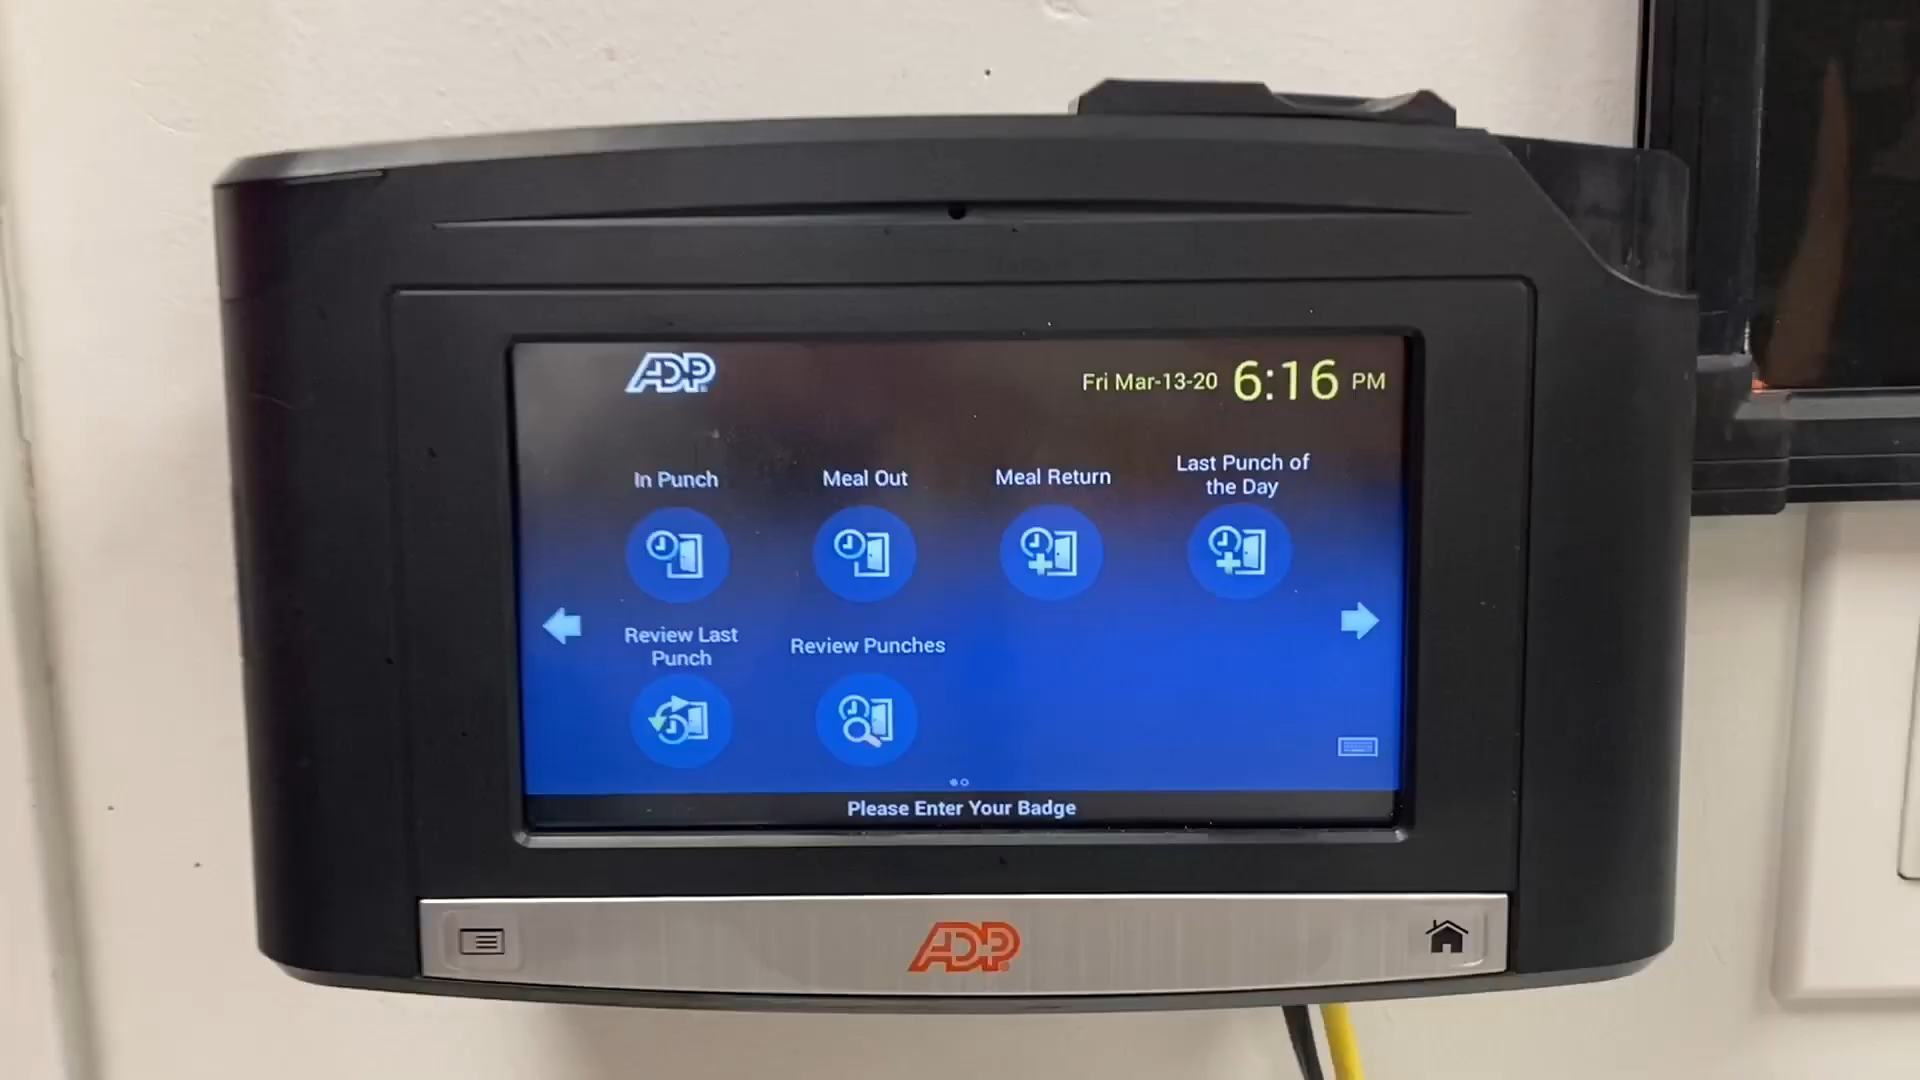 ADP
Fri Mar-13-20 6:16 PM
In Punch
Meal Out
Meal Return
Last Punch of
the Day
Review Last
Punch
Review Punches
Please Enter Your Badge
ADP